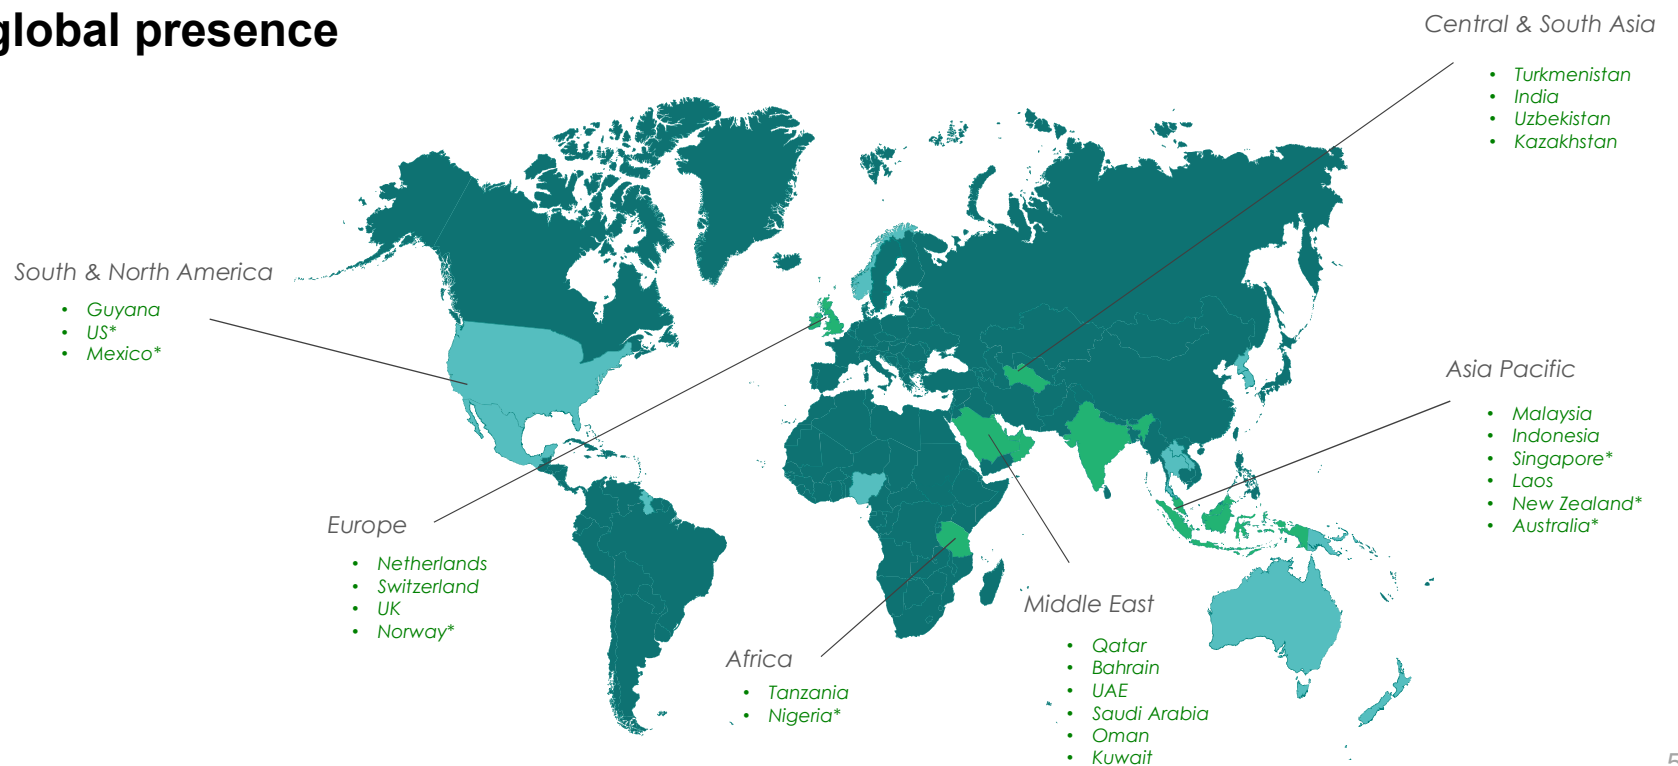 global presence
Central & South Asia
• Turkmenistan
• India
• Uzbekistan
• Kazakhstan
South & North America
• Guyana
• US*
• Mexico*
Asia Pacific
• Malaysia
• Indonesia
• Singapore*
• Laos
• New Zealand*
• Australia*
Europe
• Netherlands
• Switzerland
• UK
• Norway*
Middle East
• Qatar
• Bahrain
• UAE
• Saudi Arabia
• Oman
• Kuwait
Africa
• Tanzania
• Nigeria*